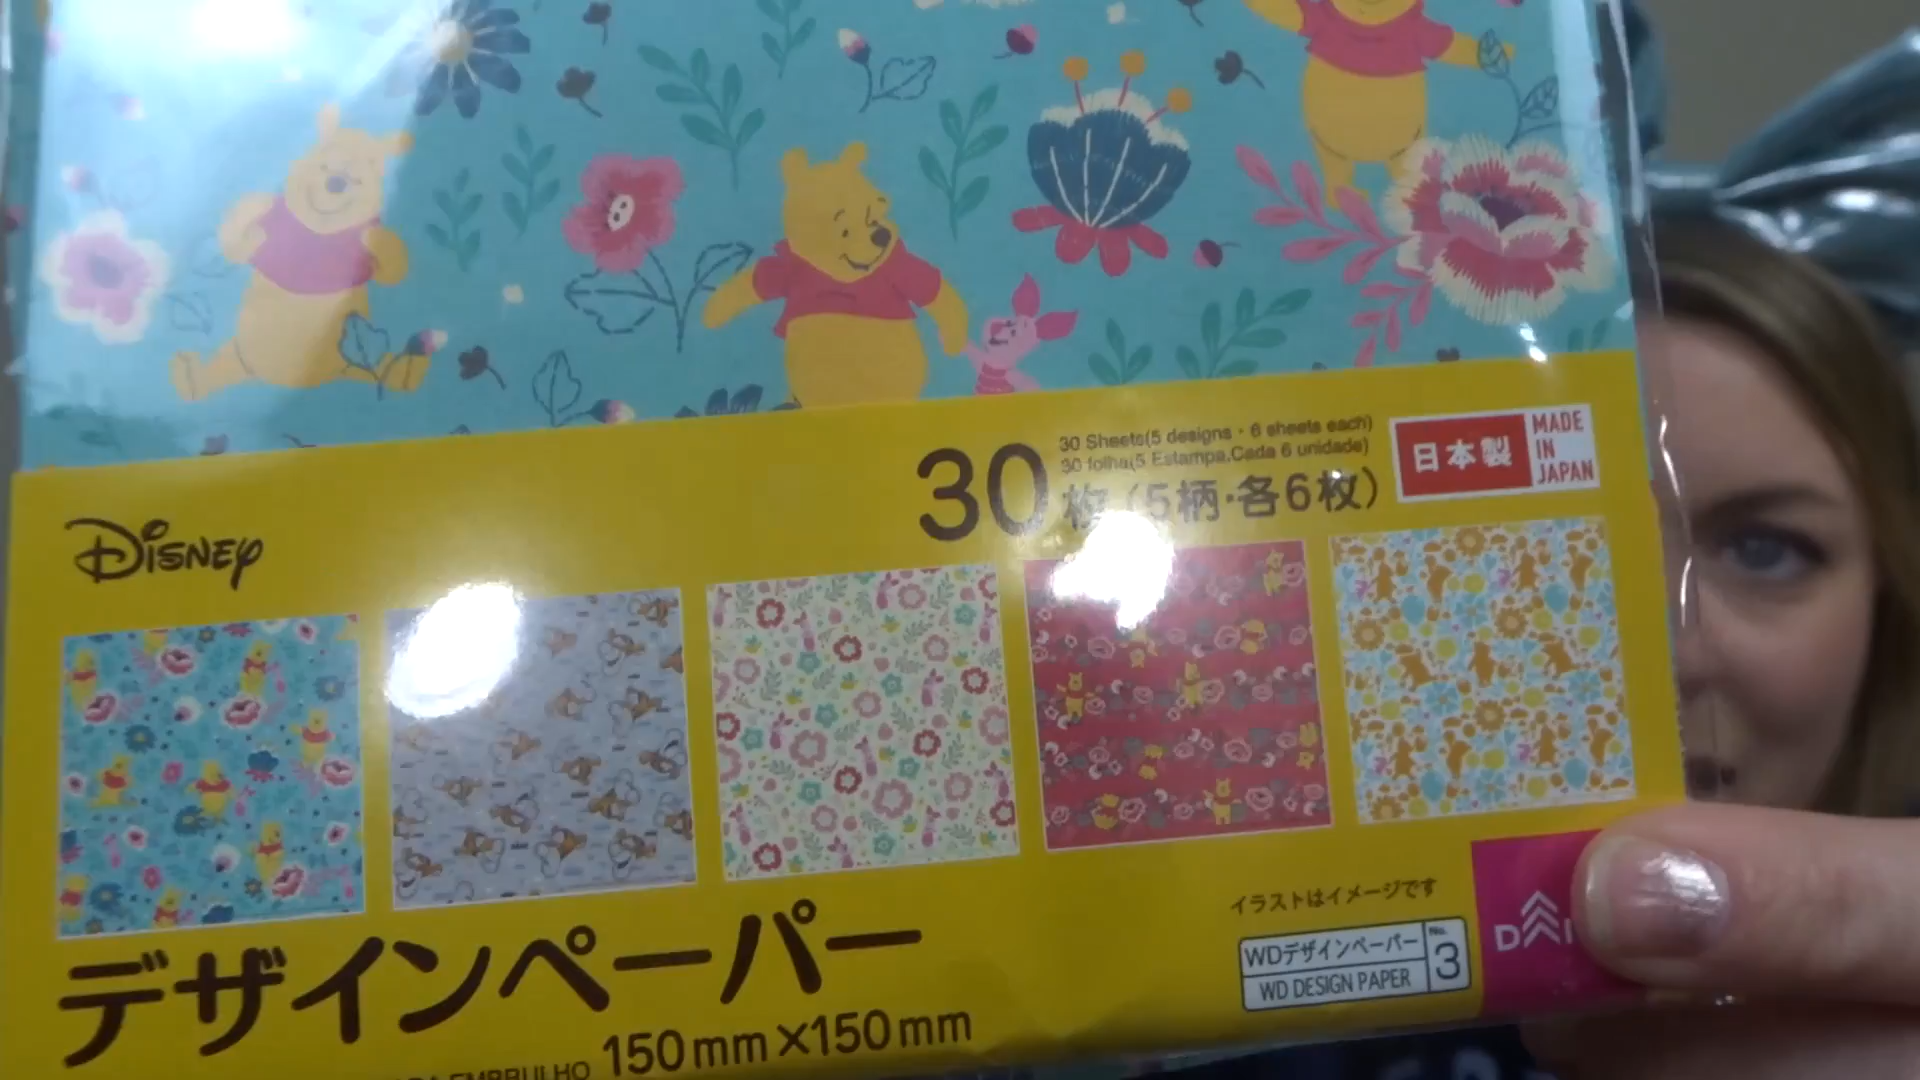 30 Sheets(5 designs・6 sheets each)
30 folha(5 Estampa,Cada 6 unidade)
30枚(5柄・各6枚)
日本製
MADE
IN
JAPAN
Disney
デザインペーパー
150mm×150mm
イラストはイメージです
WDデザインペーパー
WD DESIGN PAPER
No.
3